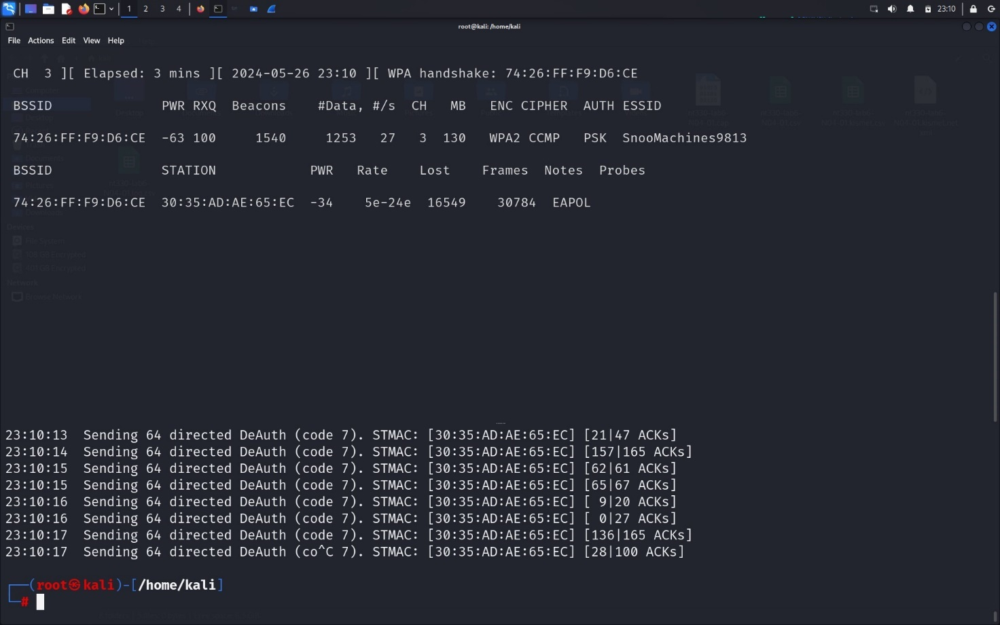 1 2 3 4 23:10
root@kali: /home/kali
File Actions Edit View Help
CH 3 ][ Elapsed: 3 mins ][ 2024-05-26 23:10 ][ WPA handshake: 74:26:FF:F9:D6:CE
BSSID PWR RXQ Beacons #Data, #/s CH MB ENC CIPHER AUTH ESSID
74:26:FF:F9:D6:CE -63 100 1540 1253 27 3 130 WPA2 CCMP PSK SnooMachines9813
BSSID STATION PWR Rate Lost Frames Notes Probes
74:26:FF:F9:D6:CE 30:35:AD:AE:65:EC -34 5e-24e 16549 30784 EAPOL
Devices
File System
Network
Browse Network
23:10:13 Sending 64 directed DeAuth (code 7). STMAC: [30:35:AD:AE:65:EC] [21|47 ACKs]
23:10:14 Sending 64 directed DeAuth (code 7). STMAC: [30:35:AD:AE:65:EC] [157|165 ACKs]
23:10:15 Sending 64 directed DeAuth (code 7). STMAC: [30:35:AD:AE:65:EC] [62|61 ACKs]
23:10:15 Sending 64 directed DeAuth (code 7). STMAC: [30:35:AD:AE:65:EC] [65|67 ACKs]
23:10:16 Sending 64 directed DeAuth (code 7). STMAC: [30:35:AD:AE:65:EC] [ 9|20 ACKs]
23:10:16 Sending 64 directed DeAuth (code 7). STMAC: [30:35:AD:AE:65:EC] [ 0|27 ACKs]
23:10:17 Sending 64 directed DeAuth (code 7). STMAC: [30:35:AD:AE:65:EC] [136|165 ACKs]
23:10:17 Sending 64 directed DeAuth (co^C 7). STMAC: [30:35:AD:AE:65:EC] [28|100 ACKs]
(root㉿kali)-[/home/kali]
#